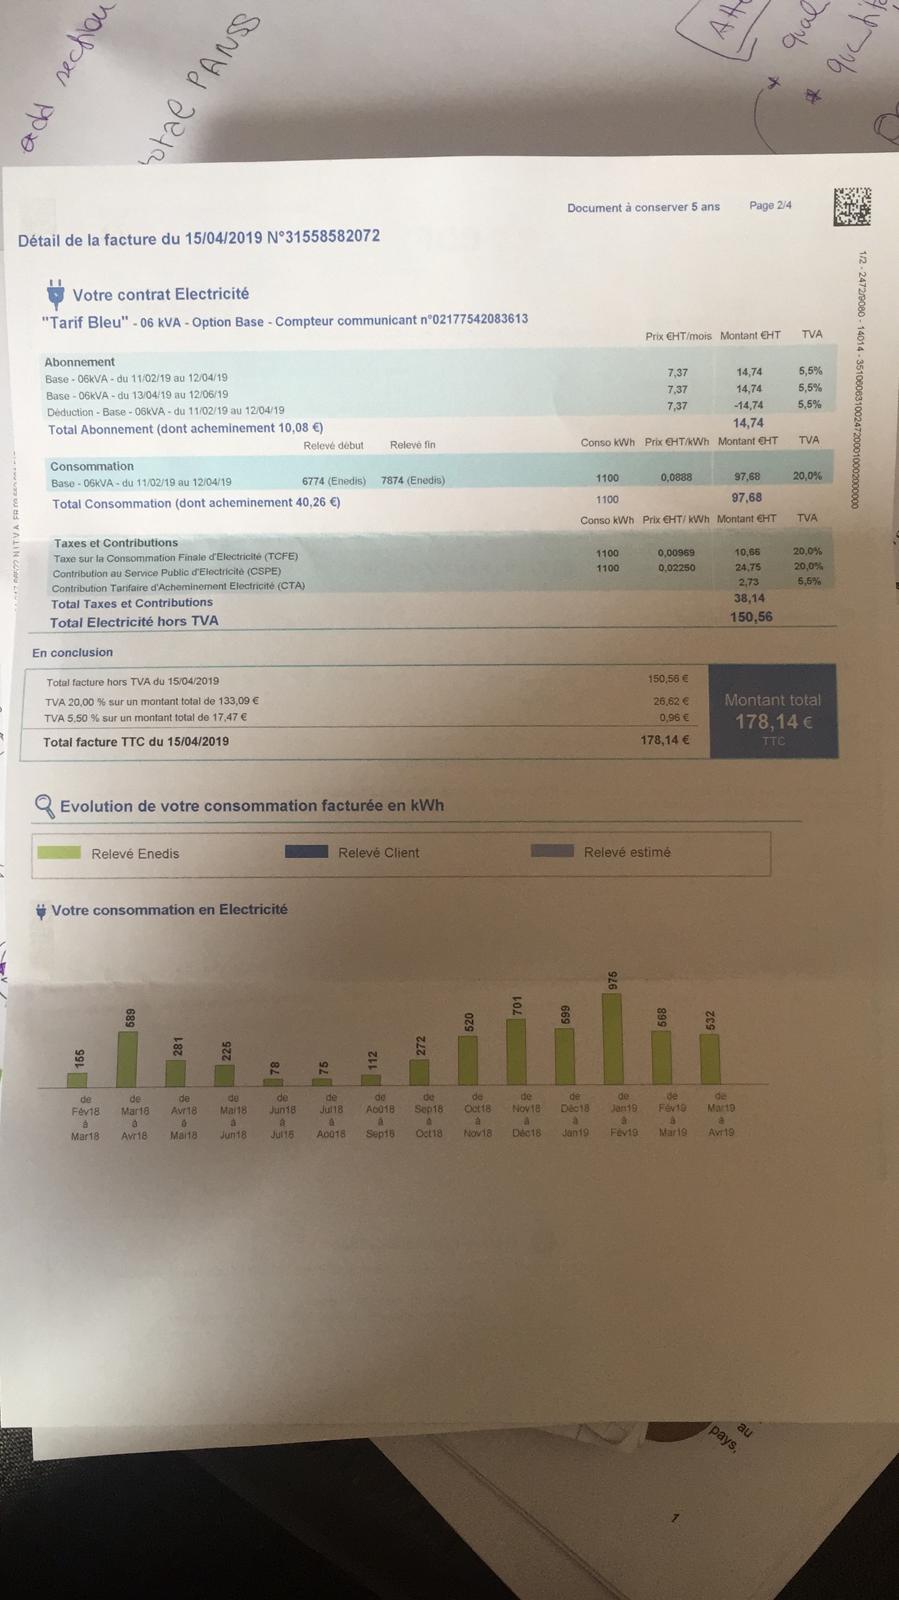 add section
total PANSS
Document à conserver 5 ans Page 2/4
Détail de la facture du 15/04/2019 N°31558582072
Votre contrat Electricité
"Tarif Bleu" - 06 kVA - Option Base - Compteur communicant n°02177542083613
Prix €HT/mois Montant €HT TVA
Abonnement
Base - 06kVA - du 11/02/19 au 12/04/19 7,37 14,74 5,5%
Base - 06kVA - du 13/04/19 au 12/06/19 7,37 14,74 5,5%
Déduction - Base - 06kVA - du 11/02/19 au 12/04/19 7,37 -14,74 5,5%
Total Abonnement (dont acheminement 10,08 €) 14,74
Relevé début Relevé fin Conso kWh Prix €HT/kWh Montant €HT TVA
Consommation
Base - 06kVA - du 11/02/19 au 12/04/19 6774 (Enedis) 7874 (Enedis) 1100 0,0888 97,68 20,0%
Total Consommation (dont acheminement 40,26 €) 1100 97,68
Conso kWh Prix €HT/ kWh Montant €HT TVA
Taxes et Contributions
Taxe sur la Consommation Finale d'Electricité (TCFE) 1100 0,00969 10,66 20,0%
Contribution au Service Public d'Electricité (CSPE) 1100 0,02250 24,75 20,0%
Contribution Tarifaire d'Acheminement Electricité (CTA) 2,73 5,5%
Total Taxes et Contributions 38,14
Total Electricité hors TVA 150,56
En conclusion
Total facture hors TVA du 15/04/2019 150,56 €
TVA 20,00 % sur un montant total de 133,09 € 26,62 €
TVA 5,50 % sur un montant total de 17,47 € 0,96 €
Total facture TTC du 15/04/2019 178,14 €
Montant total
178,14 €
TTC
Evolution de votre consommation facturée en kWh
Relevé Enedis Relevé Client Relevé estimé
Votre consommation en Electricité
155 589 281 225 78 75 112 272 520 701 599 975 568 532
de de de de de de de de de de de de de de
Fév18 Mar18 Avr18 Mai18 Jun18 Jul18 Aoû18 Sep18 Oct18 Nov18 Déc18 Jan19 Fév19 Mar19
à à à à à à à à à à à à à à
Mar18 Avr18 Mai18 Jun18 Jul18 Aoû18 Sep18 Oct18 Nov18 Déc18 Jan19 Fév19 Mar19 Avr19
au
pays,
1